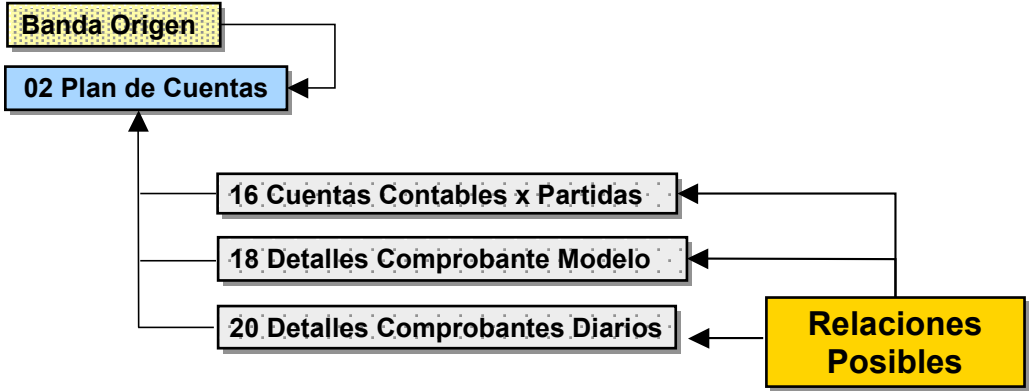 Banda Origen
02 Plan de Cuentas
16 Cuentas Contables x Partidas
18 Detalles Comprobante Modelo
20 Detalles Comprobantes Diarios
Relaciones
Posibles